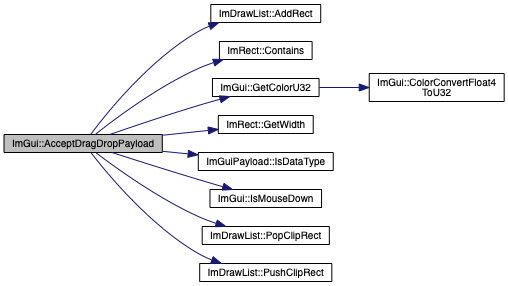 ImDrawList::AddRect
ImRect::Contains
ImGui::GetColorU32
ImGui::ColorConvertFloat4
ToU32
ImRect::GetWidth
ImGui::AcceptDragDropPayload
ImGuiPayload::IsDataType
ImGui::IsMouseDown
ImDrawList::PopClipRect
ImDrawList::PushClipRect